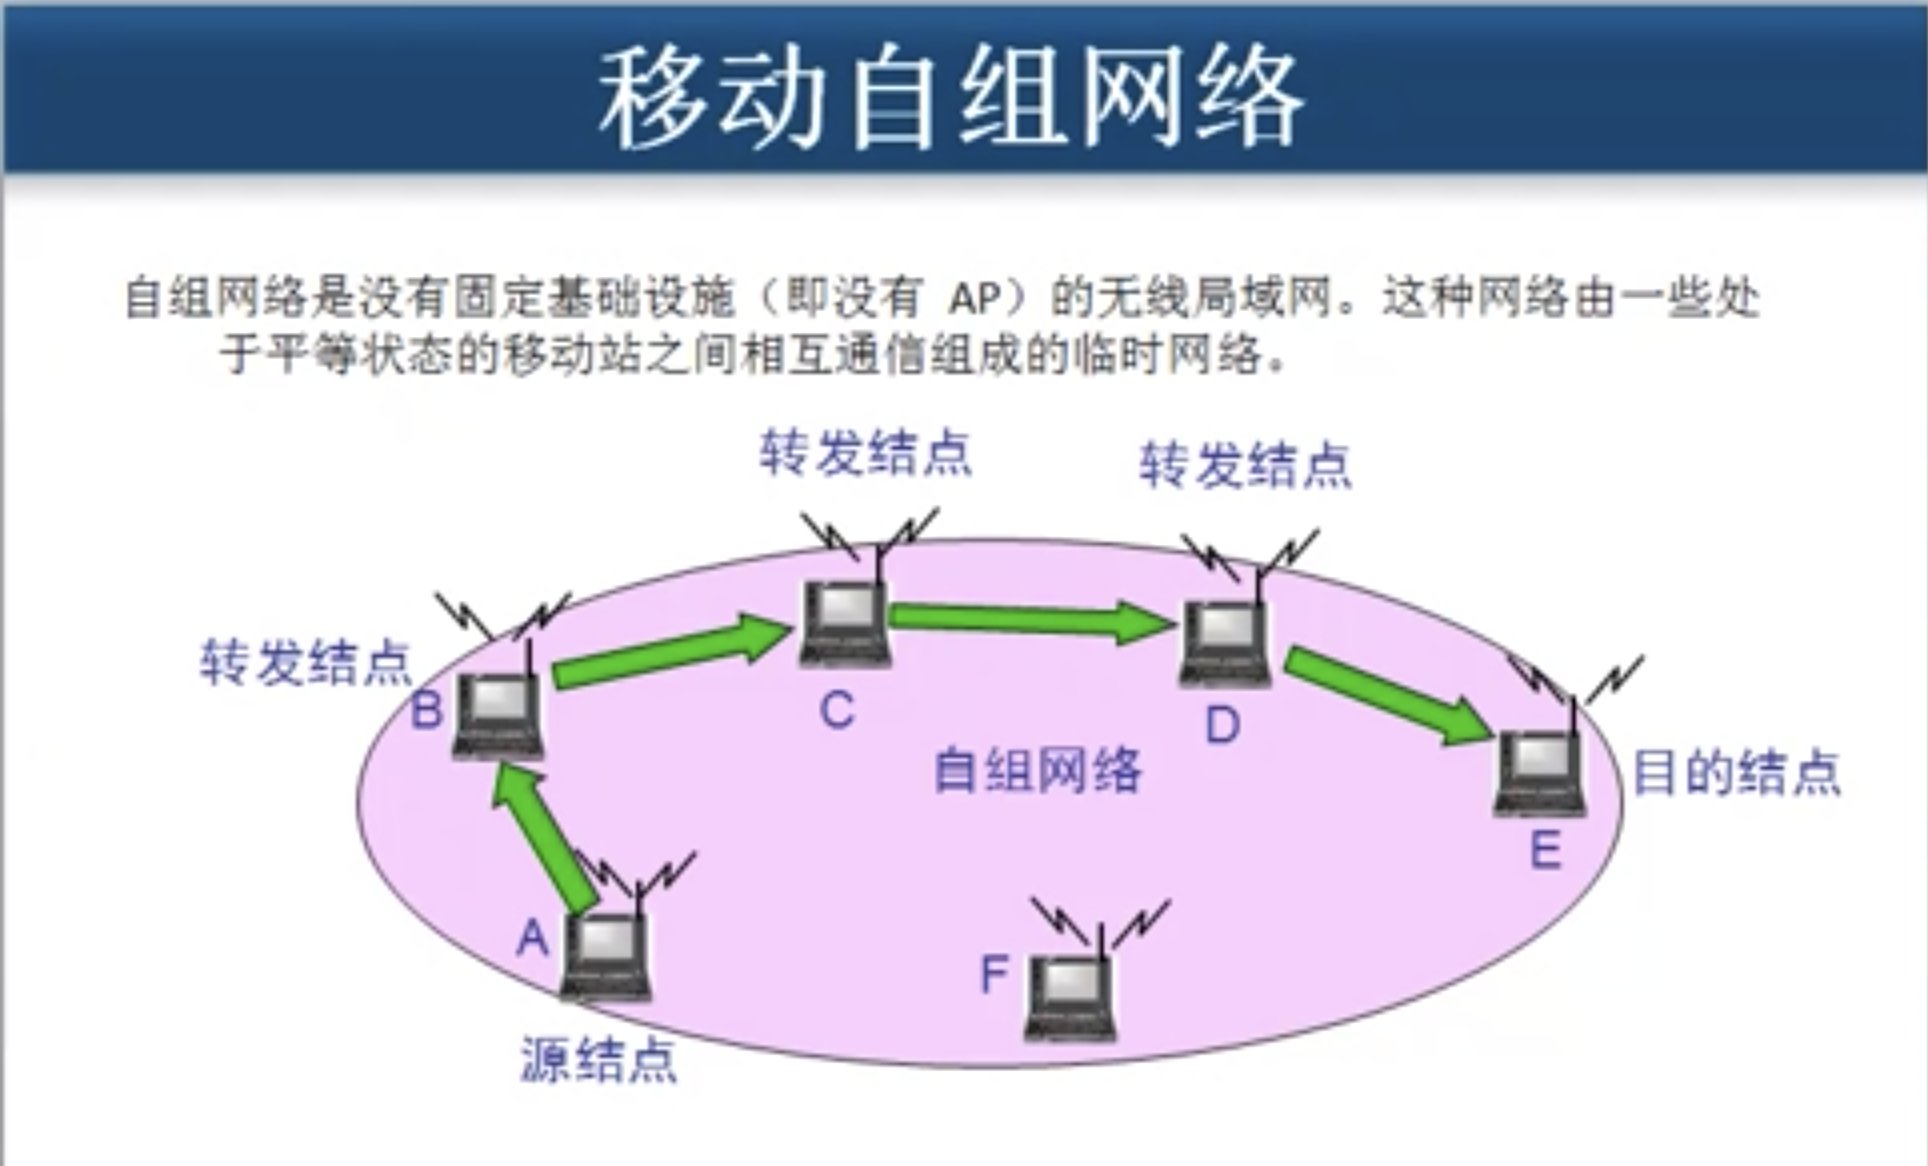 移动自组网络
自组网络是没有固定基础设施（即没有 AP）的无线局域网。这种网络由一些处
于平等状态的移动站之间相互通信组成的临时网络。
转发结点
转发结点
转发结点
B
C
D
自组网络
目的结点
E
A
F
源结点